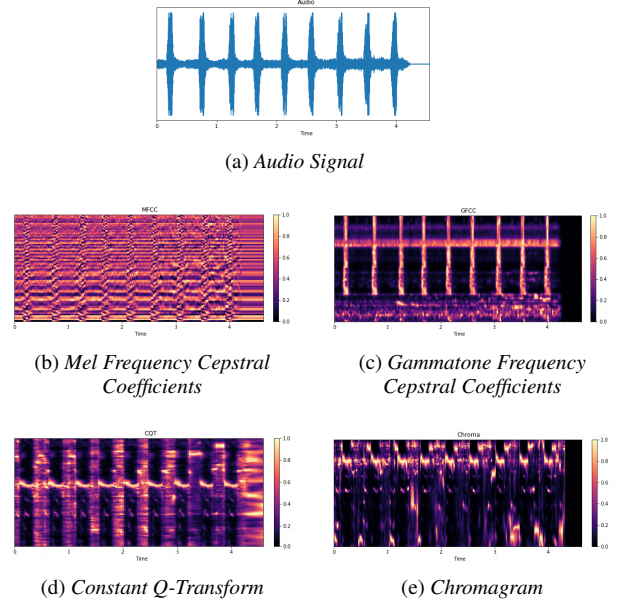 Audio
0 1 2 3 4
Time
(a) Audio Signal
MFCC
1.0
0.8
0.6
0.4
0.2
0.0
0 1 2 3 4
Time
(b) Mel Frequency Cepstral
Coefficients
GFCC
1.0
0.8
0.6
0.4
0.2
0.0
0 1 2 3 4
Time
(c) Gammatone Frequency
Cepstral Coefficients
CQT
1.0
0.8
0.6
0.4
0.2
0.0
0 1 2 3 4
Time
(d) Constant Q-Transform
Chroma
1.0
0.8
0.6
0.4
0.2
0.0
0 1 2 3 4
Time
(e) Chromagram